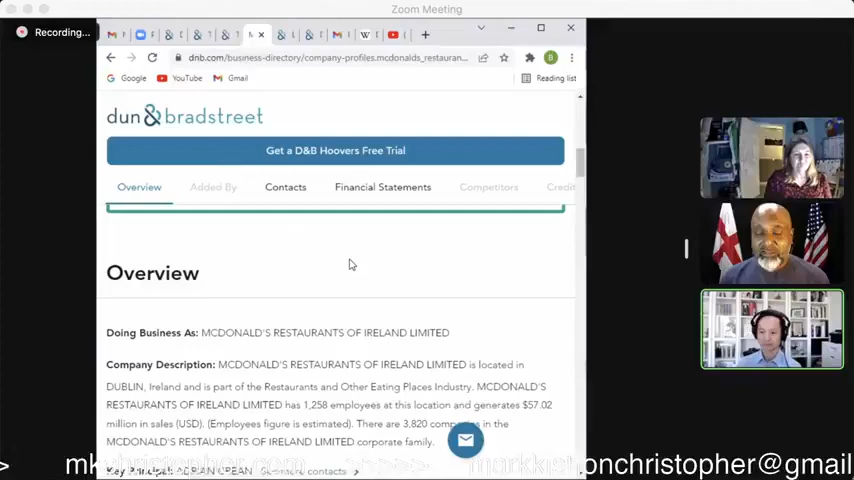 Zoom Meeting
Recording...
dnb.com/business-directory/company-profiles.mcdonalds_restauran...
B
Google YouTube Gmail Reading list
dun & bradstreet
Get a D&B Hoovers Free Trial
Overview Added By Contacts Financial Statements Competitors Credit
Overview
Doing Business As: MCDONALD'S RESTAURANTS OF IRELAND LIMITED
Company Description: MCDONALD'S RESTAURANTS OF IRELAND LIMITED is located in
DUBLIN, Ireland and is part of the Restaurants and Other Eating Places Industry. MCDONALD'S
RESTAURANTS OF IRELAND LIMITED has 1,258 employees at this location and generates $57.02
million in sales (USD). (Employees figure is estimated). There are 3,820 companies in the
MCDONALD'S RESTAURANTS OF IRELAND LIMITED corporate family.
Key Principal: contacts >
> >>>>> @gmail